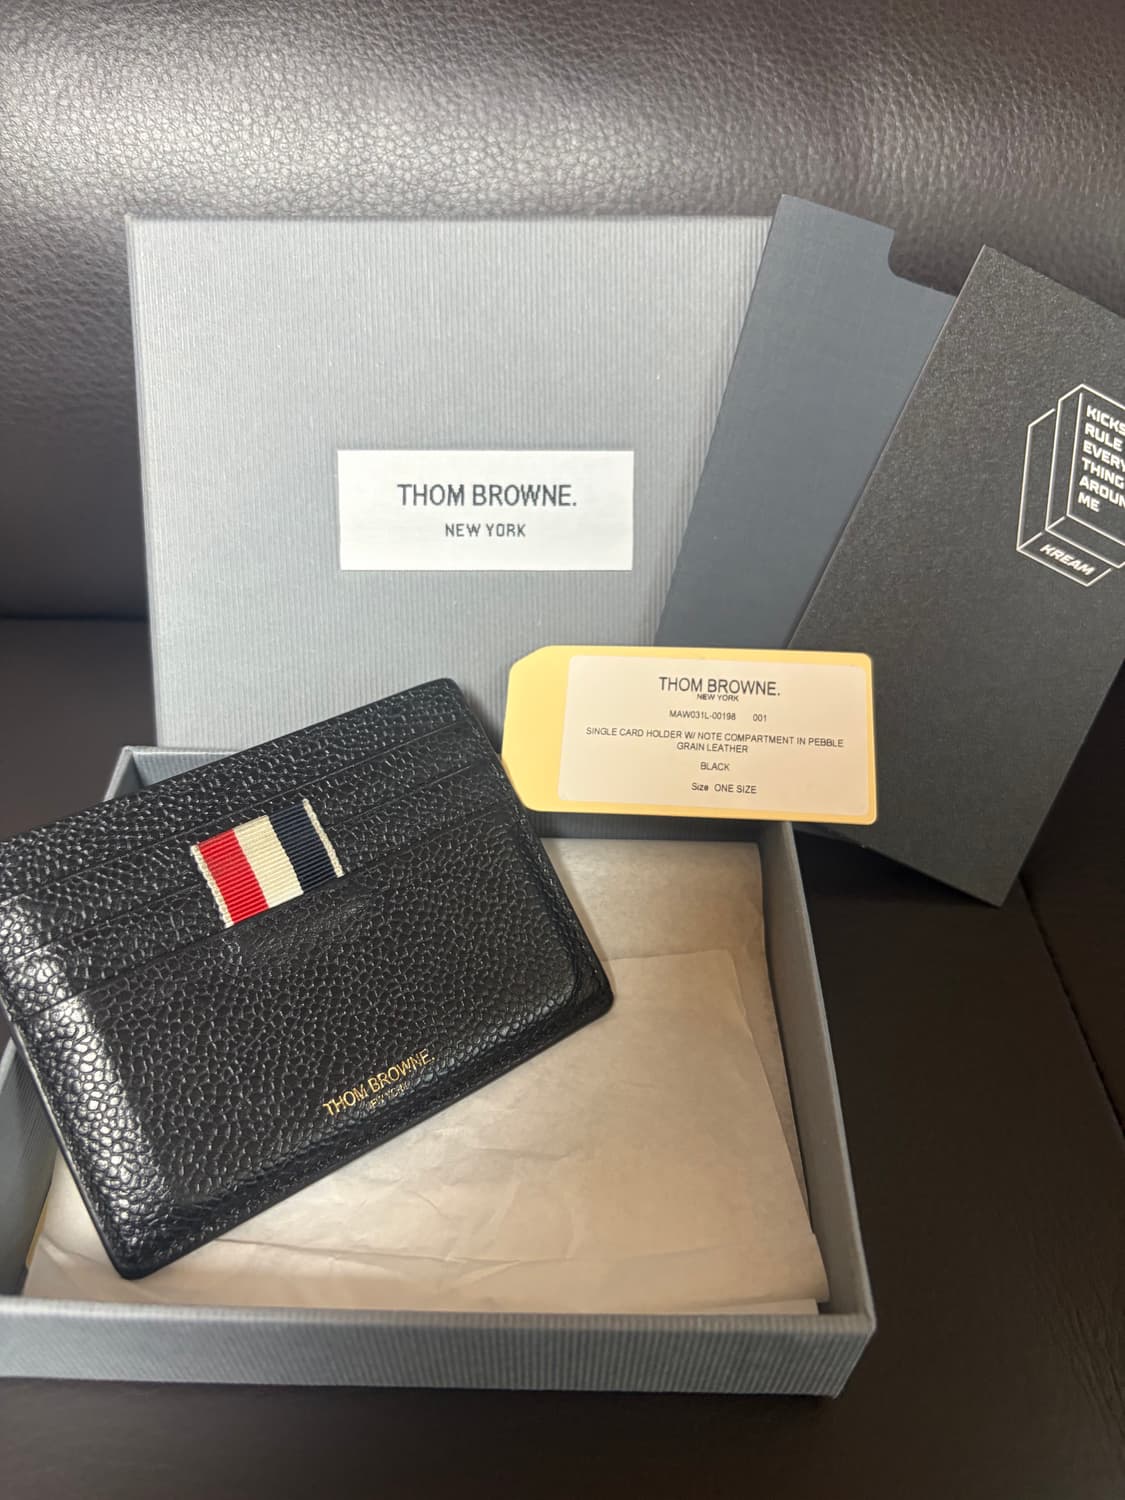 THOM BROWNE.
NEW YORK
KICKS
RULE
EVERY
THING
AROUN
ME
KREAM
THOM BROWNE.
NEW YORK
MAW031L-00198 001
SINGLE CARD HOLDER W/ NOTE COMPARTMENT IN PEBBLE
GRAIN LEATHER
BLACK
Size ONE SIZE
THOM BROWNE.
NEW YORK